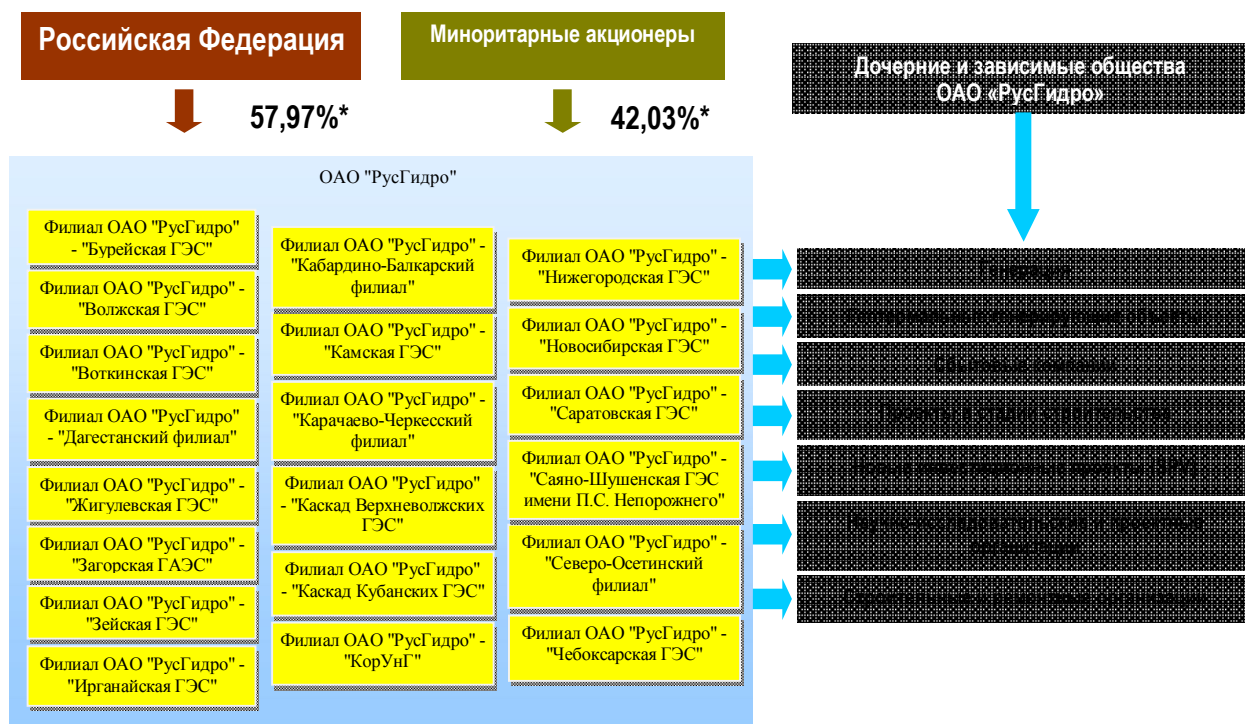 Российская Федерация
Миноритарные акционеры
Дочерние и зависимые общества
ОАО «РусГидро»
57,97%*
42,03%*
ОАО "РусГидро"
Филиал ОАО "РусГидро"
- "Бурейская ГЭС"
Филиал ОАО "РусГидро" -
"Волжская ГЭС"
Филиал ОАО "РусГидро" -
"Воткинская ГЭС"
Филиал ОАО "РусГидро"
- "Дагестанский филиал"
Филиал ОАО "РусГидро" -
"Жигулевская ГЭС"
Филиал ОАО "РусГидро" -
"Загорская ГАЭС"
Филиал ОАО "РусГидро" -
"Зейская ГЭС"
Филиал ОАО "РусГидро" -
"Ирганайская ГЭС"
Филиал ОАО "РусГидро" -
"Кабардино-Балкарский
филиал"
Филиал ОАО "РусГидро" -
"Камская ГЭС"
Филиал ОАО "РусГидро" -
"Карачаево-Черкесский
филиал"
Филиал ОАО "РусГидро"
- "Каскад Верхневолжских
ГЭС"
Филиал ОАО "РусГидро"
- "Каскад Кубанских ГЭС"
Филиал ОАО "РусГидро" -
"КорУнГ"
Филиал ОАО "РусГидро" -
"Нижегородская ГЭС"
Филиал ОАО "РусГидро" -
"Новосибирская ГЭС"
Филиал ОАО "РусГидро" -
"Саратовская ГЭС"
Филиал ОАО "РусГидро" -
"Саяно-Шушенская ГЭС
имени П.С. Непорожнего"
Филиал ОАО "РусГидро" -
"Северо-Осетинский
филиал"
Филиал ОАО "РусГидро" -
"Чебоксарская ГЭС"